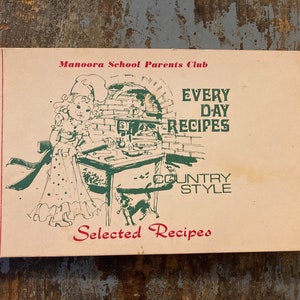 Manoora School Parents Club
EVERY
DAY
RECIPES
COUNTRY
STYLE
Selected Recipes